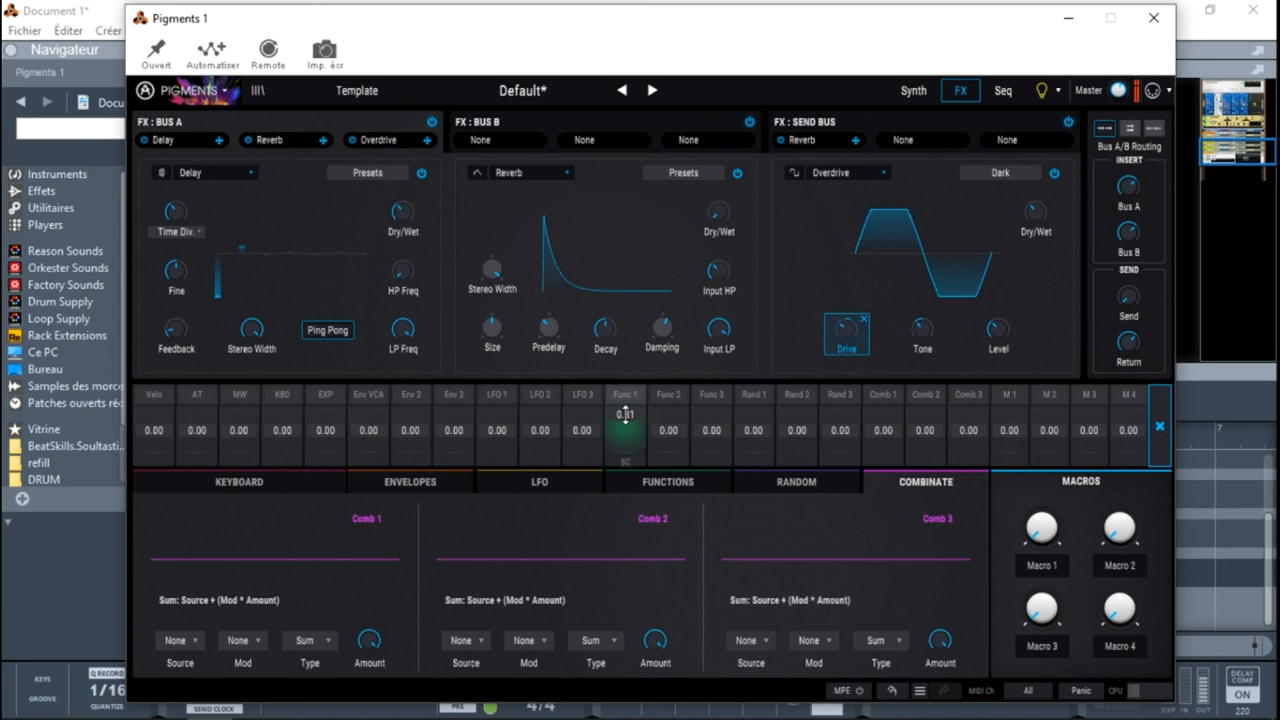 Document 1*
Fichier Éditer Créer
Navigateur
Pigments 1
Docu
Instruments
Effets
Utilitaires
Players
Reason Sounds
Orkester Sounds
Factory Sounds
Drum Supply
Loop Supply
Rack Extensions
Ce PC
Bureau
Samples des morce
Patches ouverts réc
Vitrine
BeatSkills.Soultasti...
refill
DRUM
Pigments 1
Ouvert Automatiser Remote Imp. écr
PIGMENTS Template Default* Synth FX Seq Master
FX : BUS A FX : BUS B FX : SEND BUS
Delay Reverb Overdrive None None None Reverb None None
Bus A/B Routing
Delay Presets Reverb Presets Overdrive Dark
INSERT
Bus A
Bus B
SEND
Send
Return
Time Div. Dry/Wet Dry/Wet Dry/Wet
Fine HP Freq Stereo Width Input HP
Feedback Stereo Width Ping Pong LP Freq Size Predelay Decay Damping Input LP Drive Tone Level
Velo AT MW KBD EXP Env VCA Env 2 Env 3 LFO 1 LFO 2 LFO 3 Func 1 Func 2 Func 3 Rand 1 Rand 2 Rand 3 Comb 1 Comb 2 Comb 3 M 1 M 2 M 3 M 4
0.00 0.00 0.00 0.00 0.00 0.00 0.00 0.00 0.00 0.00 0.00 0.00 0.00 0.00 0.00 0.00 0.00 0.00 0.00 0.00 0.00 0.00 0.00
SC
KEYBOARD ENVELOPES LFO FUNCTIONS RANDOM COMBINATE MACROS
Comb 1 Comb 2 Comb 3
Macro 1 Macro 2
Sum: Source + (Mod * Amount) Sum: Source + (Mod * Amount) Sum: Source + (Mod * Amount)
None None Sum None None Sum None None Sum
Source Mod Type Amount Source Mod Type Amount Source Mod Type Amount
Macro 3 Macro 4
MPE MIDI Ch All Panic CPU
7
KEYS
GROOVE
Q RECORD
1/16
QUANTIZE
SEND CLOCK
PRE
4/4
DSP IN OUT
DELAY
COMP
ON
220